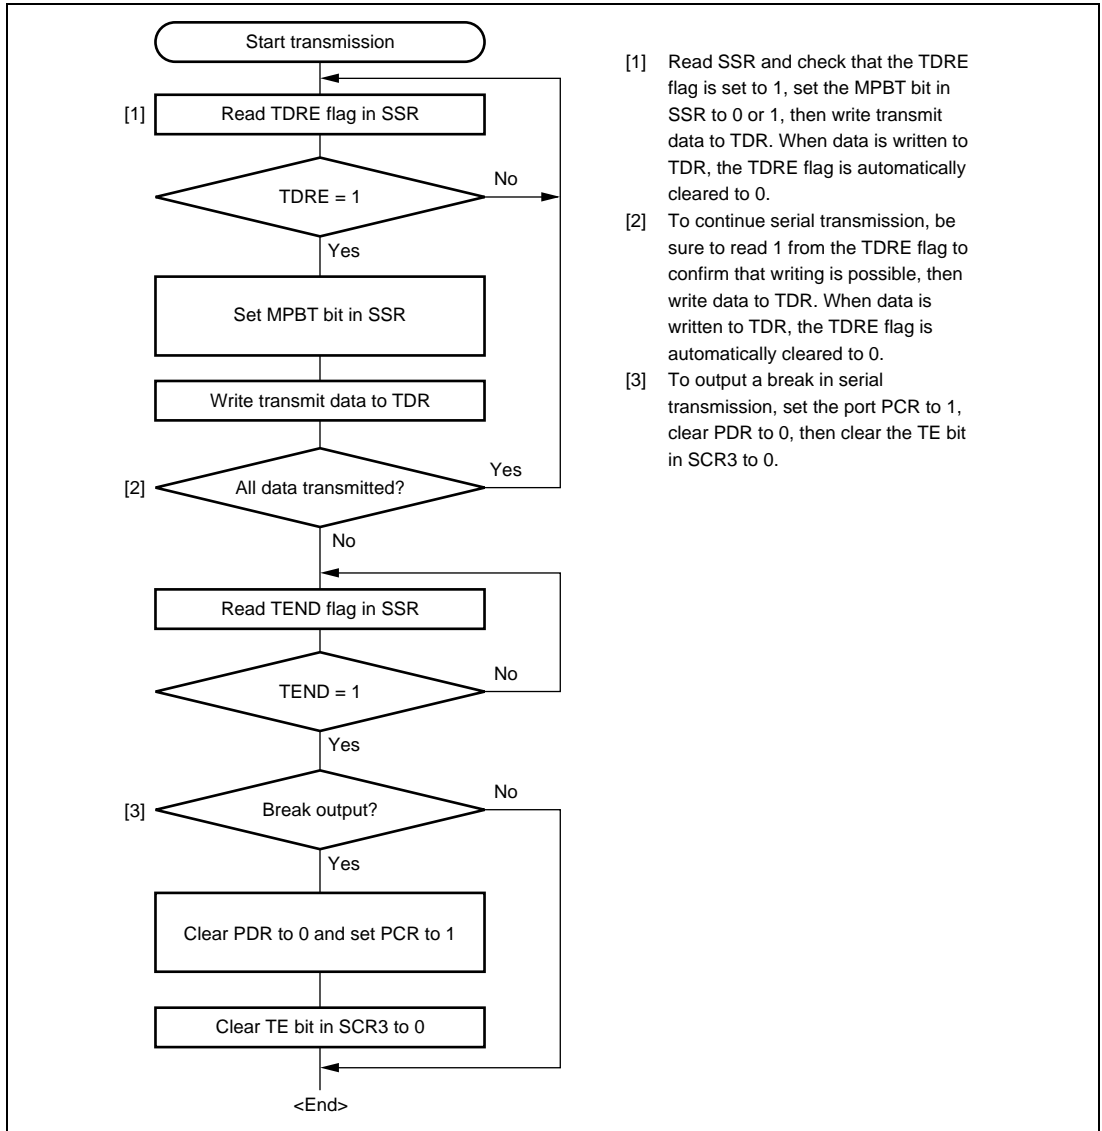 Start transmission
[1]
Read TDRE flag in SSR
TDRE = 1
No
Yes
Set MPBT bit in SSR
Write transmit data to TDR
[2]
All data transmitted?
Yes
No
Read TEND flag in SSR
TEND = 1
No
Yes
[3]
Break output?
No
Yes
Clear PDR to 0 and set PCR to 1
Clear TE bit in SCR3 to 0
<End>
[1] Read SSR and check that the TDRE
flag is set to 1, set the MPBT bit in
SSR to 0 or 1, then write transmit
data to TDR. When data is written to
TDR, the TDRE flag is automatically
cleared to 0.
[2] To continue serial transmission, be
sure to read 1 from the TDRE flag to
confirm that writing is possible, then
write data to TDR. When data is
written to TDR, the TDRE flag is
automatically cleared to 0.
[3] To output a break in serial
transmission, set the port PCR to 1,
clear PDR to 0, then clear the TE bit
in SCR3 to 0.